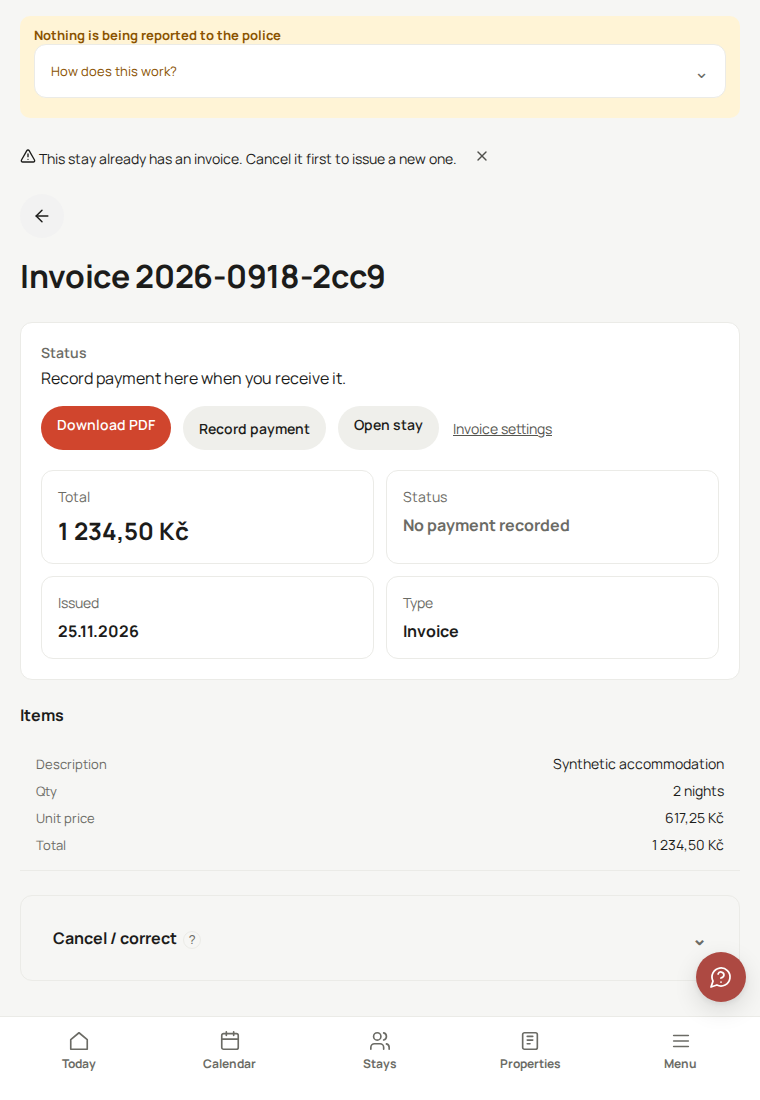 Nothing is being reported to the police
How does this work?
This stay already has an invoice. Cancel it first to issue a new one.
Invoice 2026-0918-2cc9
Status
Record payment here when you receive it.
Download PDF Record payment Open stay Invoice settings
Total Status
1 234,50 Kč No payment recorded
Issued Type
25.11.2026 Invoice
Items
Description Synthetic accommodation
Qty 2 nights
Unit price 617,25 Kč
Total 1 234,50 Kč
Cancel / correct ?
Today Calendar Stays Properties Menu